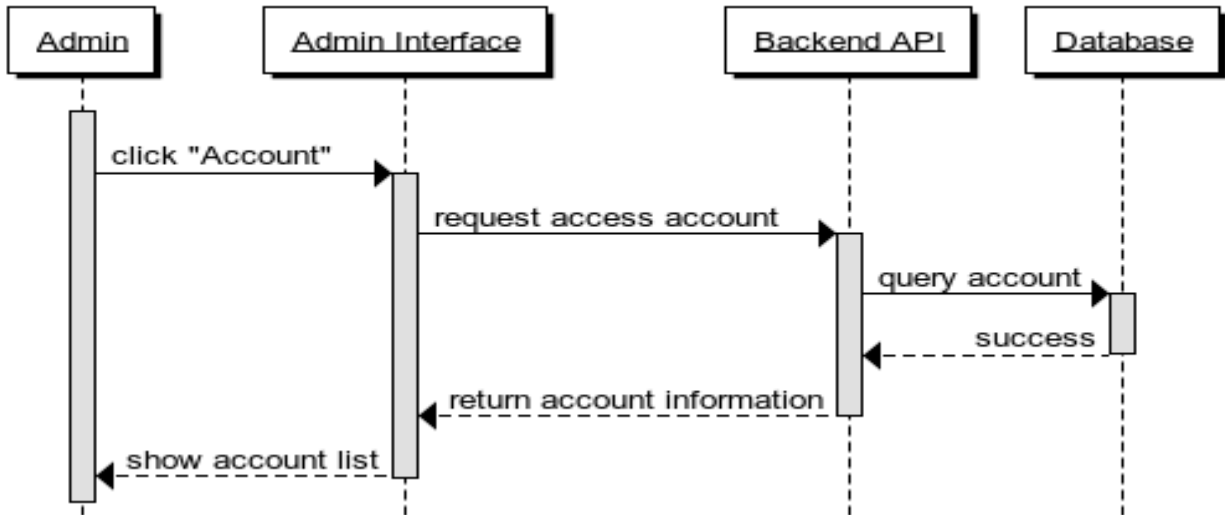 Admin
Admin Interface
Backend API
Database
click "Account"
request access account
query account
success
return account information
show account list